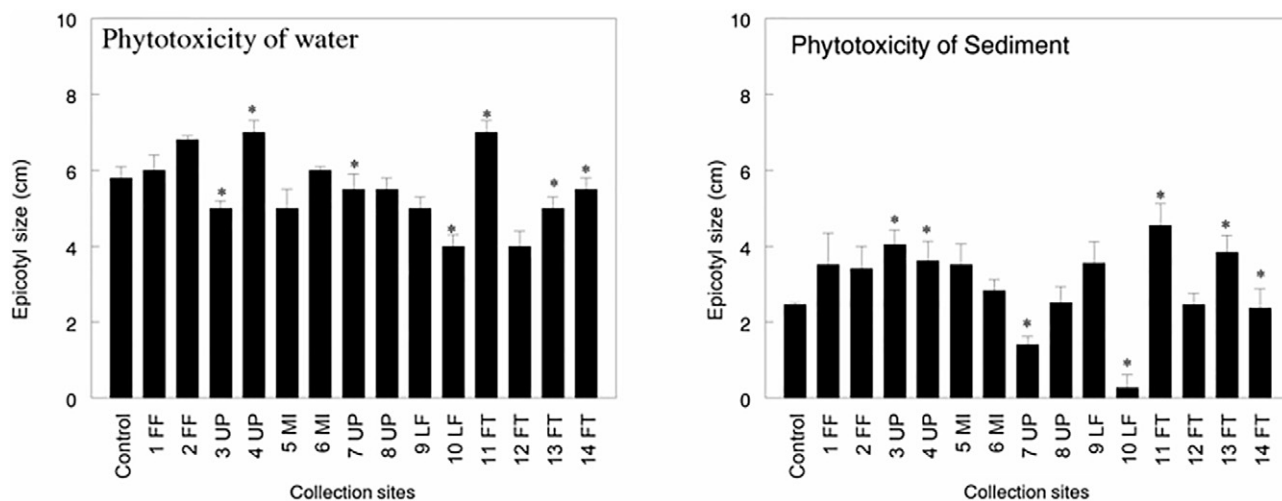 Phytotoxicity of water
Epicotyl size (cm)
10
8
6
4
2
0
Control
1 FF
2 FF
3 UP
4 UP
5 MI
6 MI
7 UP
8 UP
9 LF
10 LF
11 FT
12 FT
13 FT
14 FT
* * * * * * *
Collection sites
Phytotoxicity of Sediment
Epicotyl size (cm)
10
8
6
4
2
0
Control
1 FF
2 FF
3 UP
4 UP
5 MI
6 MI
7 UP
8 UP
9 LF
10 LF
11 FT
12 FT
13 FT
14 FT
* * * * * * *
Collection sites